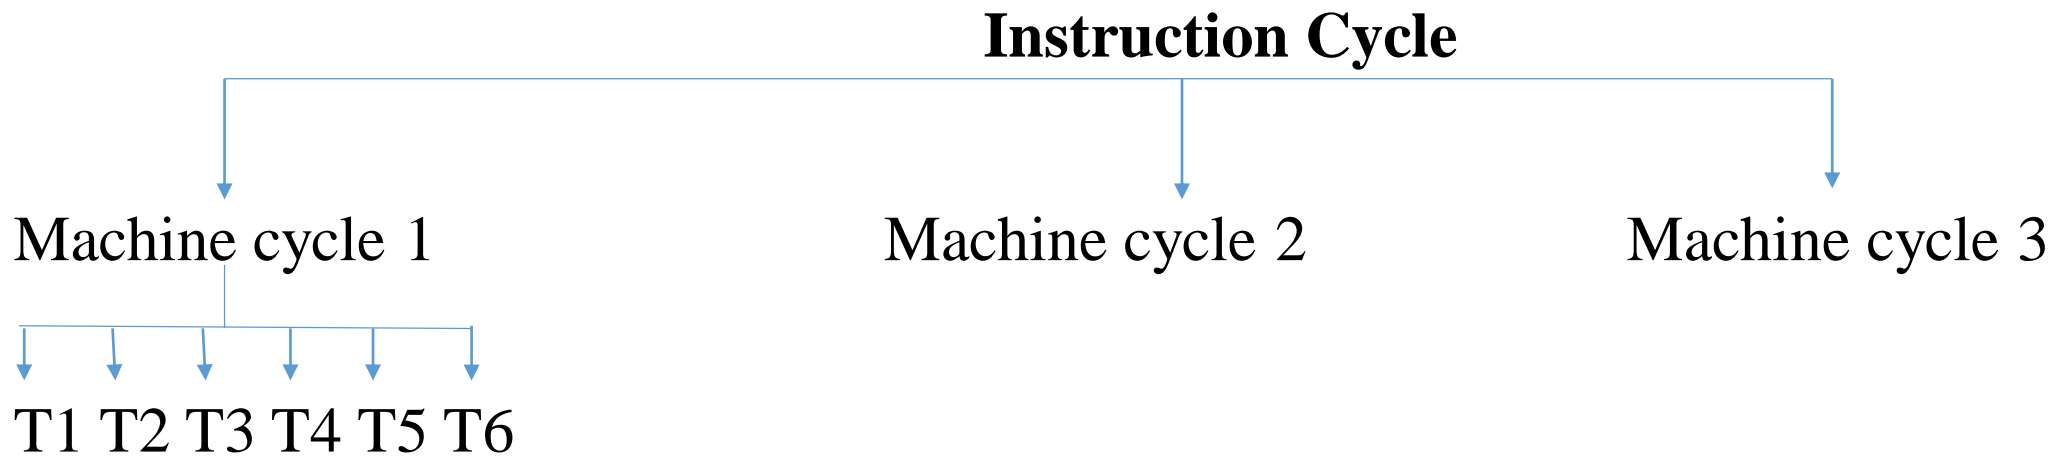 Instruction Cycle
Machine cycle 1 Machine cycle 2 Machine cycle 3
T1 T2 T3 T4 T5 T6